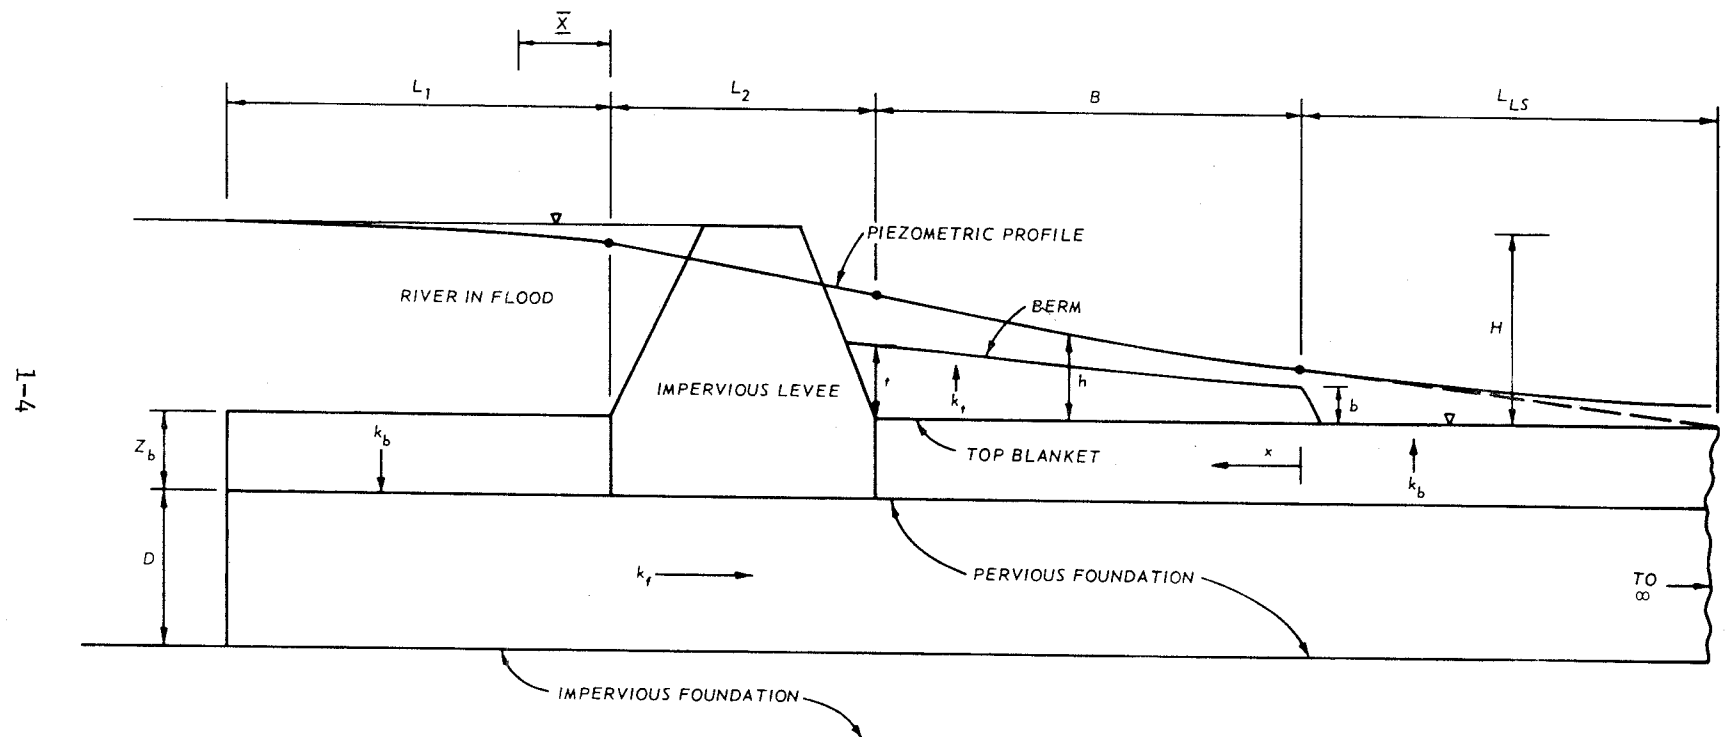 X
L1
L2
B
LLS
PIEZOMETRIC PROFILE
RIVER IN FLOOD
BERM
H
IMPERVIOUS LEVEE
t
kt
h
b
1-4
Zb
kb
TOP BLANKET
x
kb
D
kf
PERVIOUS FOUNDATION
TO
∞
IMPERVIOUS FOUNDATION